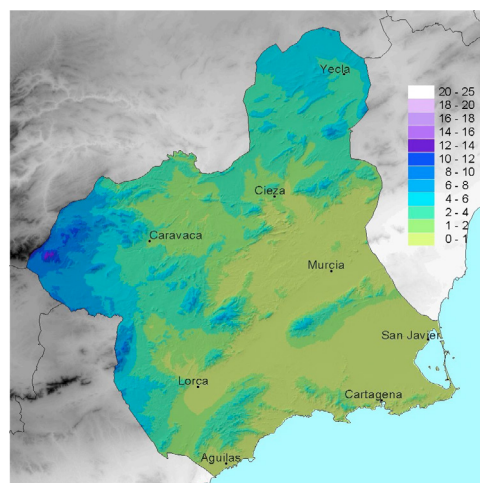 Yecla
20 - 25
18 - 20
16 - 18
14 - 16
12 - 14
10 - 12
8 - 10
6 - 8
4 - 6
2 - 4
1 - 2
0 - 1
Cieza
Caravaca
Murcia
San Javier
Lorca
Cartagena
Aguilas